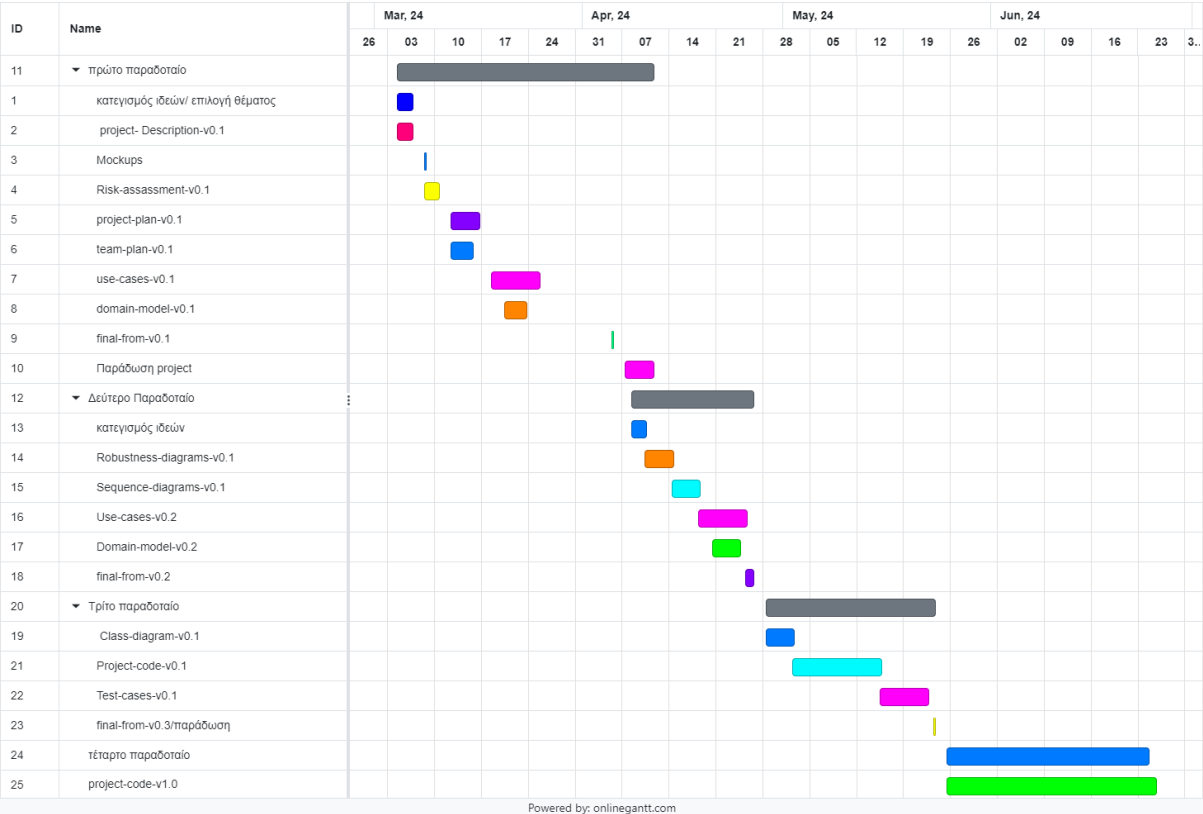 ID Name Mar, 24 Apr, 24 May, 24 Jun, 24
26 03 10 17 24 31 07 14 21 28 05 12 19 26 02 09 16 23 3..
11 πρώτο παραδοταίο
1 κατεγισμός ιδεών/ επιλογή θέματος
2 project- Description-v0.1
3 Mockups
4 Risk-assassment-v0.1
5 project-plan-v0.1
6 team-plan-v0.1
7 use-cases-v0.1
8 domain-model-v0.1
9 final-from-v0.1
10 Παράδωση project
12 Δεύτερο Παραδοταίο
13 κατεγισμός ιδεών
14 Robustness-diagrams-v0.1
15 Sequence-diagrams-v0.1
16 Use-cases-v0.2
17 Domain-model-v0.2
18 final-from-v0.2
20 Τρίτο παραδοταίο
19 Class-diagram-v0.1
21 Project-code-v0.1
22 Test-cases-v0.1
23 final-from-v0.3/παράδωση
24 τέταρτο παραδοταίο
25 project-code-v1.0
Powered by: onlinegantt.com